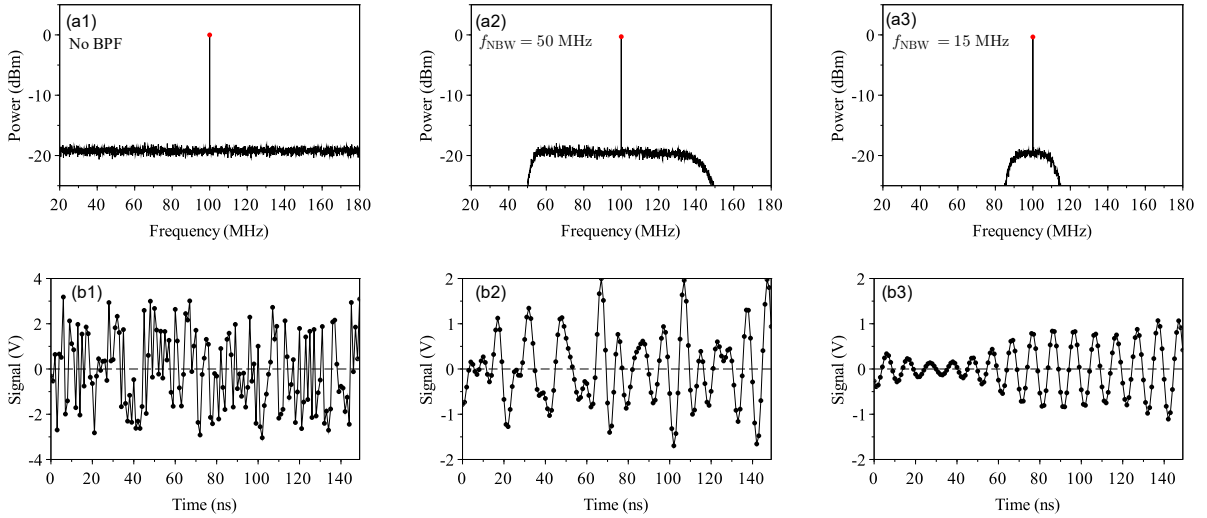 (a1)
No BPF
0
-10
-20
Power (dBm)
20 40 60 80 100 120 140 160 180
Frequency (MHz)
(a2)
f_NBW = 50 MHz
0
-10
-20
Power (dBm)
20 40 60 80 100 120 140 160 180
Frequency (MHz)
(a3)
f_NBW = 15 MHz
0
-10
-20
Power (dBm)
20 40 60 80 100 120 140 160 180
Frequency (MHz)
(b1)
4
2
0
-2
-4
Signal (V)
0 20 40 60 80 100 120 140
Time (ns)
(b2)
2
1
0
-1
-2
Signal (V)
0 20 40 60 80 100 120 140
Time (ns)
(b3)
2
1
0
-1
-2
Signal (V)
0 20 40 60 80 100 120 140
Time (ns)